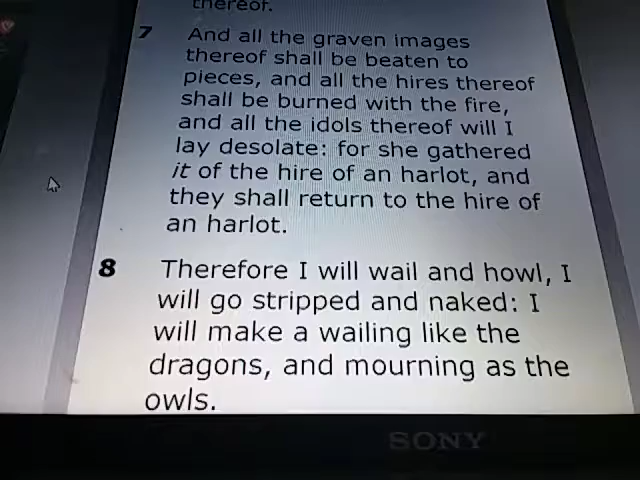 thereof.
7 And all the graven images
thereof shall be beaten to
pieces, and all the hires thereof
shall be burned with the fire,
and all the idols thereof will I
lay desolate: for she gathered
it of the hire of an harlot, and
they shall return to the hire of
an harlot.
8 Therefore I will wail and howl, I
will go stripped and naked: I
will make a wailing like the
dragons, and mourning as the
owls.
SONY